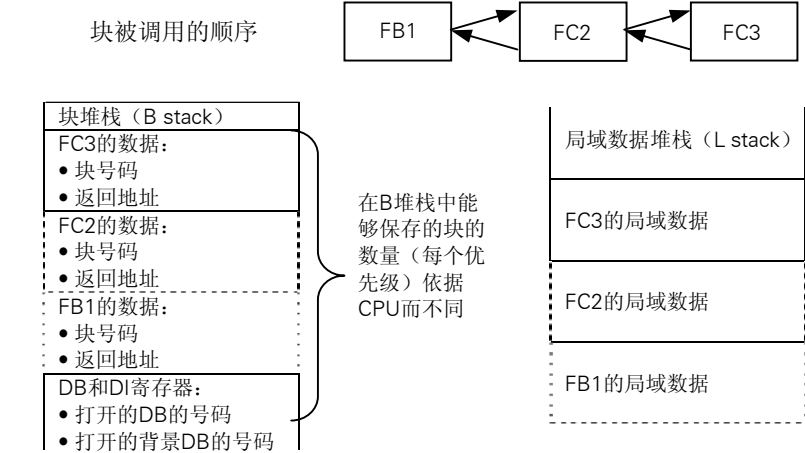 块被调用的顺序
FB1
FC2
FC3
块堆栈（B stack）
FC3的数据：
• 块号码
• 返回地址
FC2的数据：
• 块号码
• 返回地址
FB1的数据：
• 块号码
• 返回地址
DB和DI寄存器：
• 打开的DB的号码
• 打开的背景DB的号码
在B堆栈中能
够保存的块的
数量（每个优
先级）依据
CPU而不同
局域数据堆栈（L stack）
FC3的局域数据
FC2的局域数据
FB1的局域数据